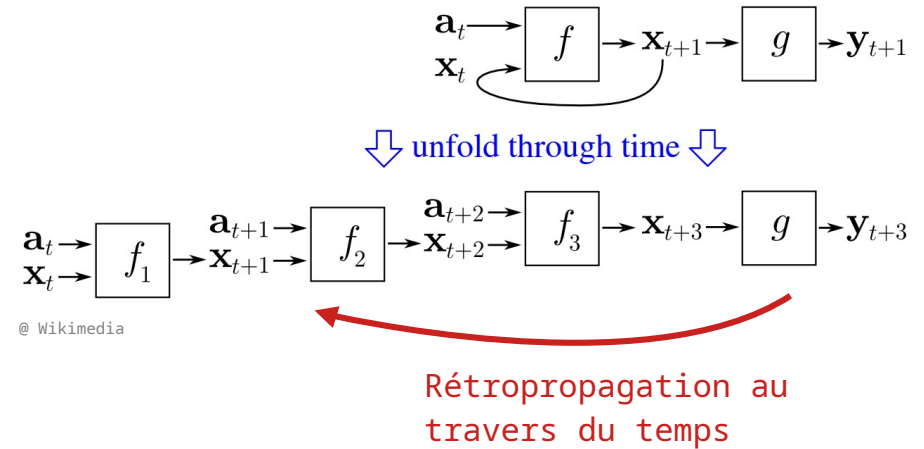 a_t f x_{t+1} g y_{t+1}
x_t
unfold through time
a_t f_1 a_{t+1} f_2 a_{t+2} f_3 x_{t+3} g y_{t+3}
x_t x_{t+1} x_{t+2}
@ Wikimedia
Rétropropagation au
travers du temps